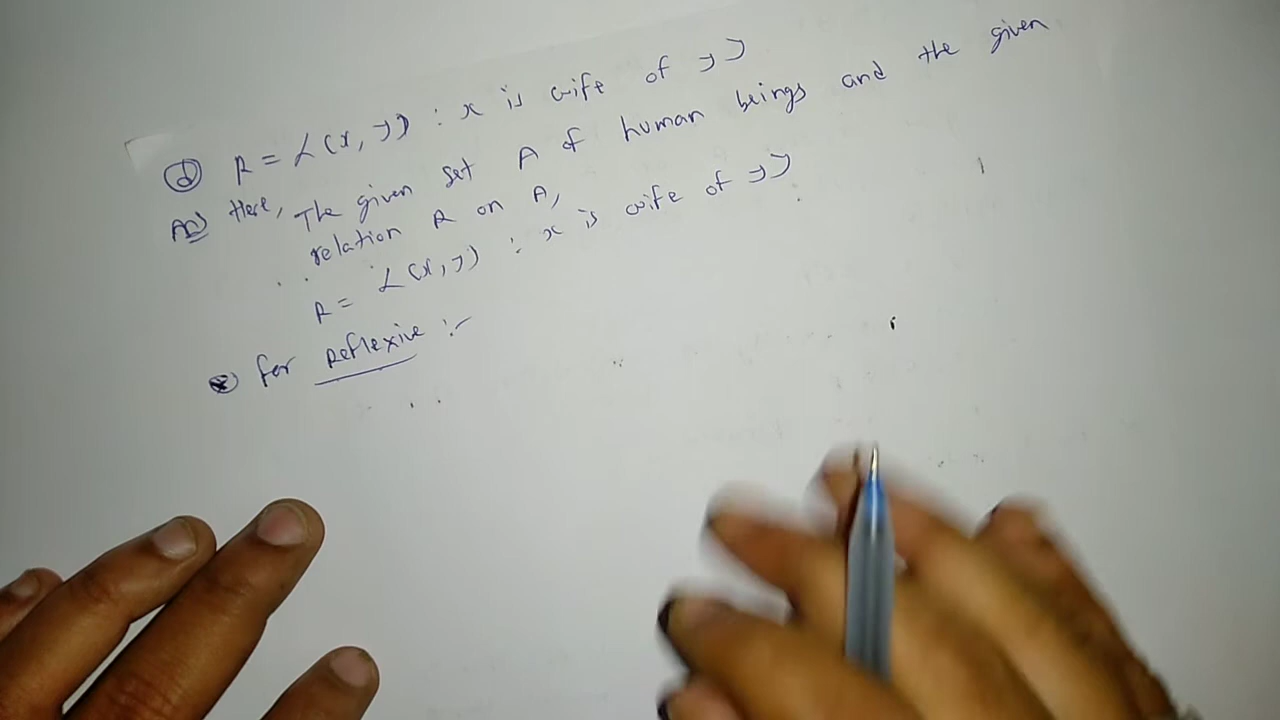 (d) R = {(x, y) : x is wife of y}
Ans Here, The given set A of human beings and the given
relation R on A,
R = {(x, y) : x is wife of y}
* for Reflexive :-